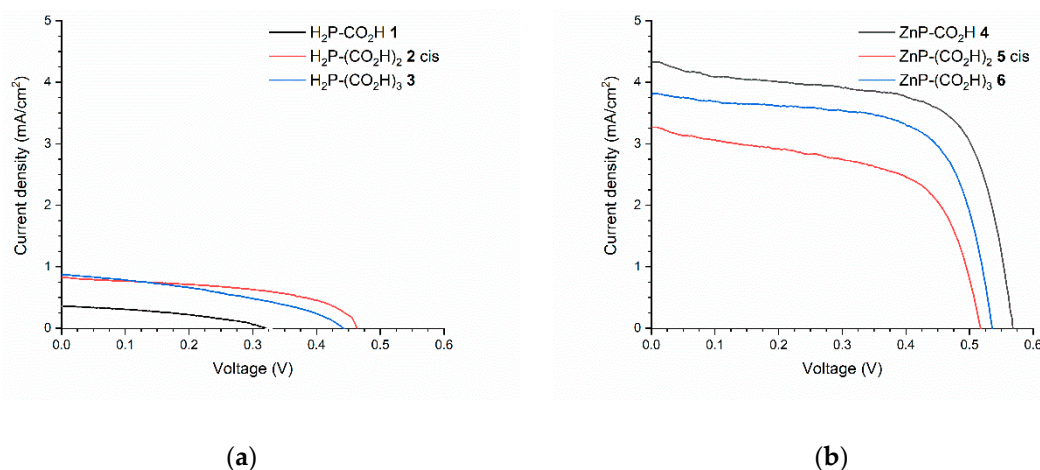 5
4
3
2
1
0
Current density (mA/cm²)
H₂P-CO₂H 1
H₂P-(CO₂H)₂ 2 cis
H₂P-(CO₂H)₃ 3
0.0 0.1 0.2 0.3 0.4 0.5 0.6
Voltage (V)
(a)
5
4
3
2
1
0
Current density (mA/cm²)
ZnP-CO₂H 4
ZnP-(CO₂H)₂ 5 cis
ZnP-(CO₂H)₃ 6
0.0 0.1 0.2 0.3 0.4 0.5 0.6
Voltage (V)
(b)